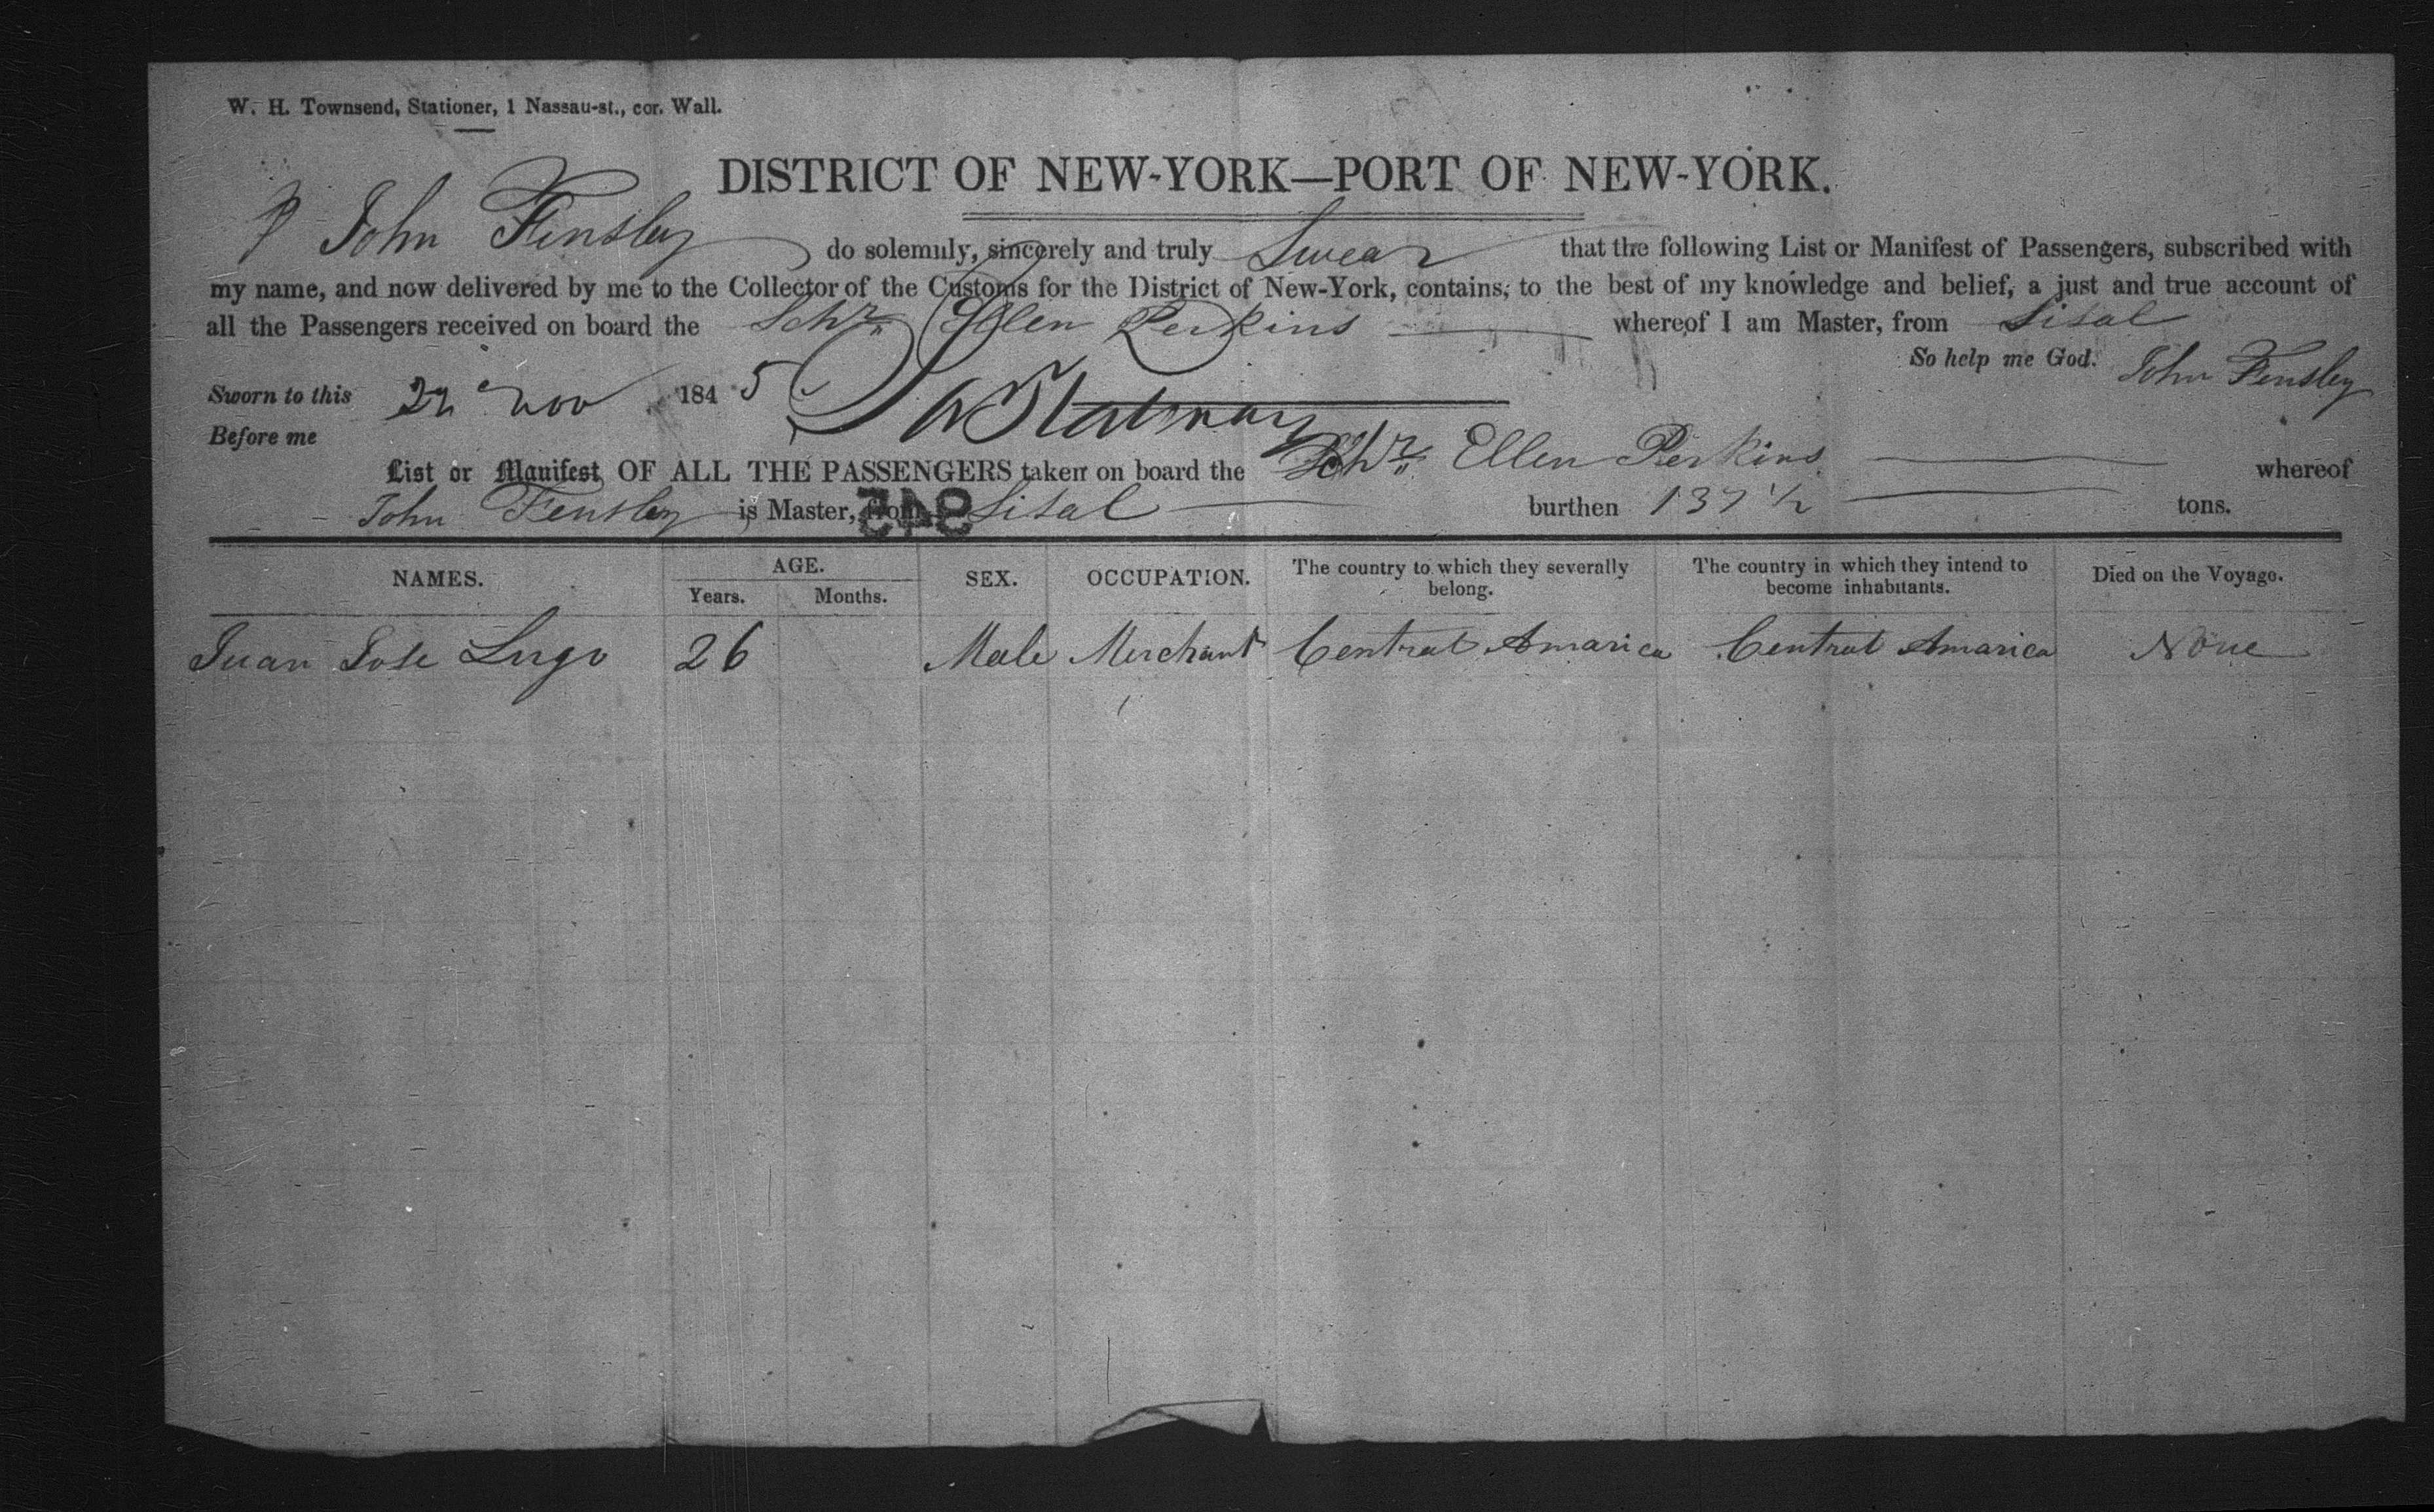 W. H. Townsend, Stationer, 1 Nassau-st., cor. Wall.
DISTRICT OF NEW-YORK—PORT OF NEW-YORK.
I John Tensley do solemnly, sincerely and truly Swear that the following List or Manifest of Passengers, subscribed with
my name, and now delivered by me to the Collector of the Customs for the District of New-York, contains, to the best of my knowledge and belief, a just and true account of
all the Passengers received on board the Schr. Ellen Perkins whereof I am Master, from Sisal
So help me God. John Tensley
Sworn to this 22 Nov 1845
Before me
List or Manifest OF ALL THE PASSENGERS taken on board the Schr. Ellen Perkins whereof
John Tensley is Master, from Sisal burthen 137 1/2 tons.
843
NAMES. AGE. SEX. OCCUPATION. The country to which they severally belong. The country in which they intend to become inhabitants. Died on the Voyage.
Years. Months.
Juan Jose Lugo 26 Male Merchant Central Amarica Central Amarica None